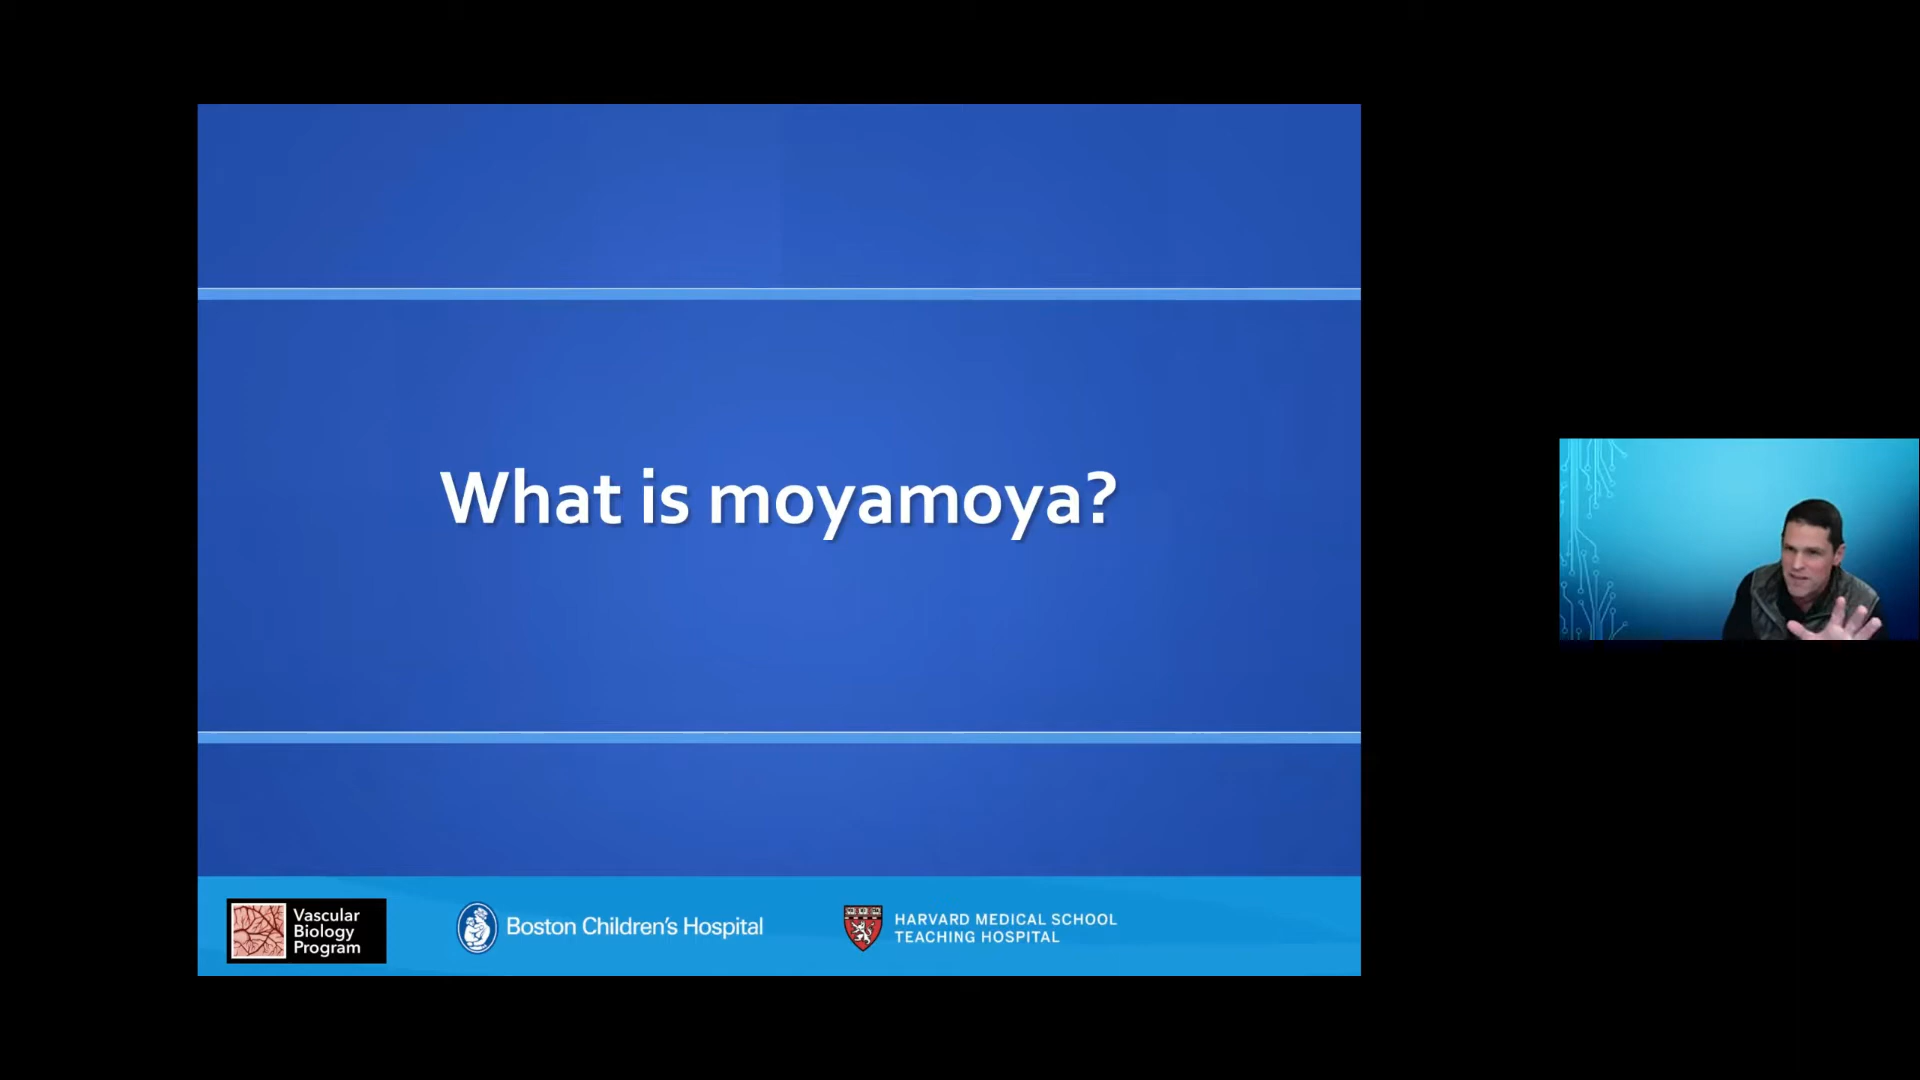 What is moyamoya?
Vascular
Biology
Program
Boston Children's Hospital
HARVARD MEDICAL SCHOOL
TEACHING HOSPITAL